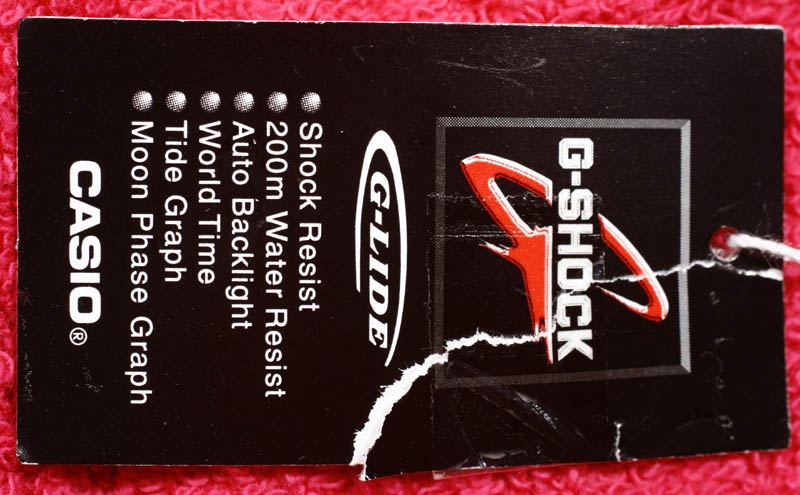 G-SHOCK
G-LIDE
Shock Resist
200m Water Resist
Auto Backlight
World Time
Tide Graph
Moon Phase Graph
CASIO®